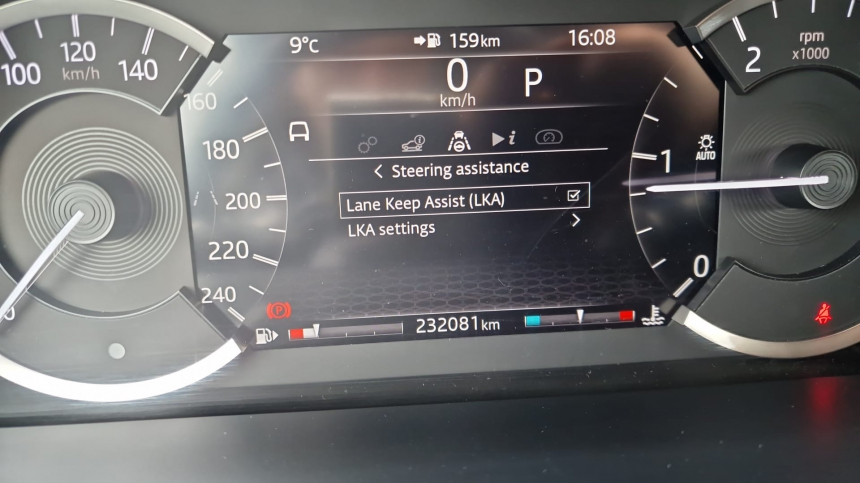 9°C
159km
16:08
0
km/h
P
Steering assistance
Lane Keep Assist (LKA)
LKA settings
232081km
100
120
km/h
140
160
180
200
220
240
rpm
x1000
2
1
0
AUTO
P